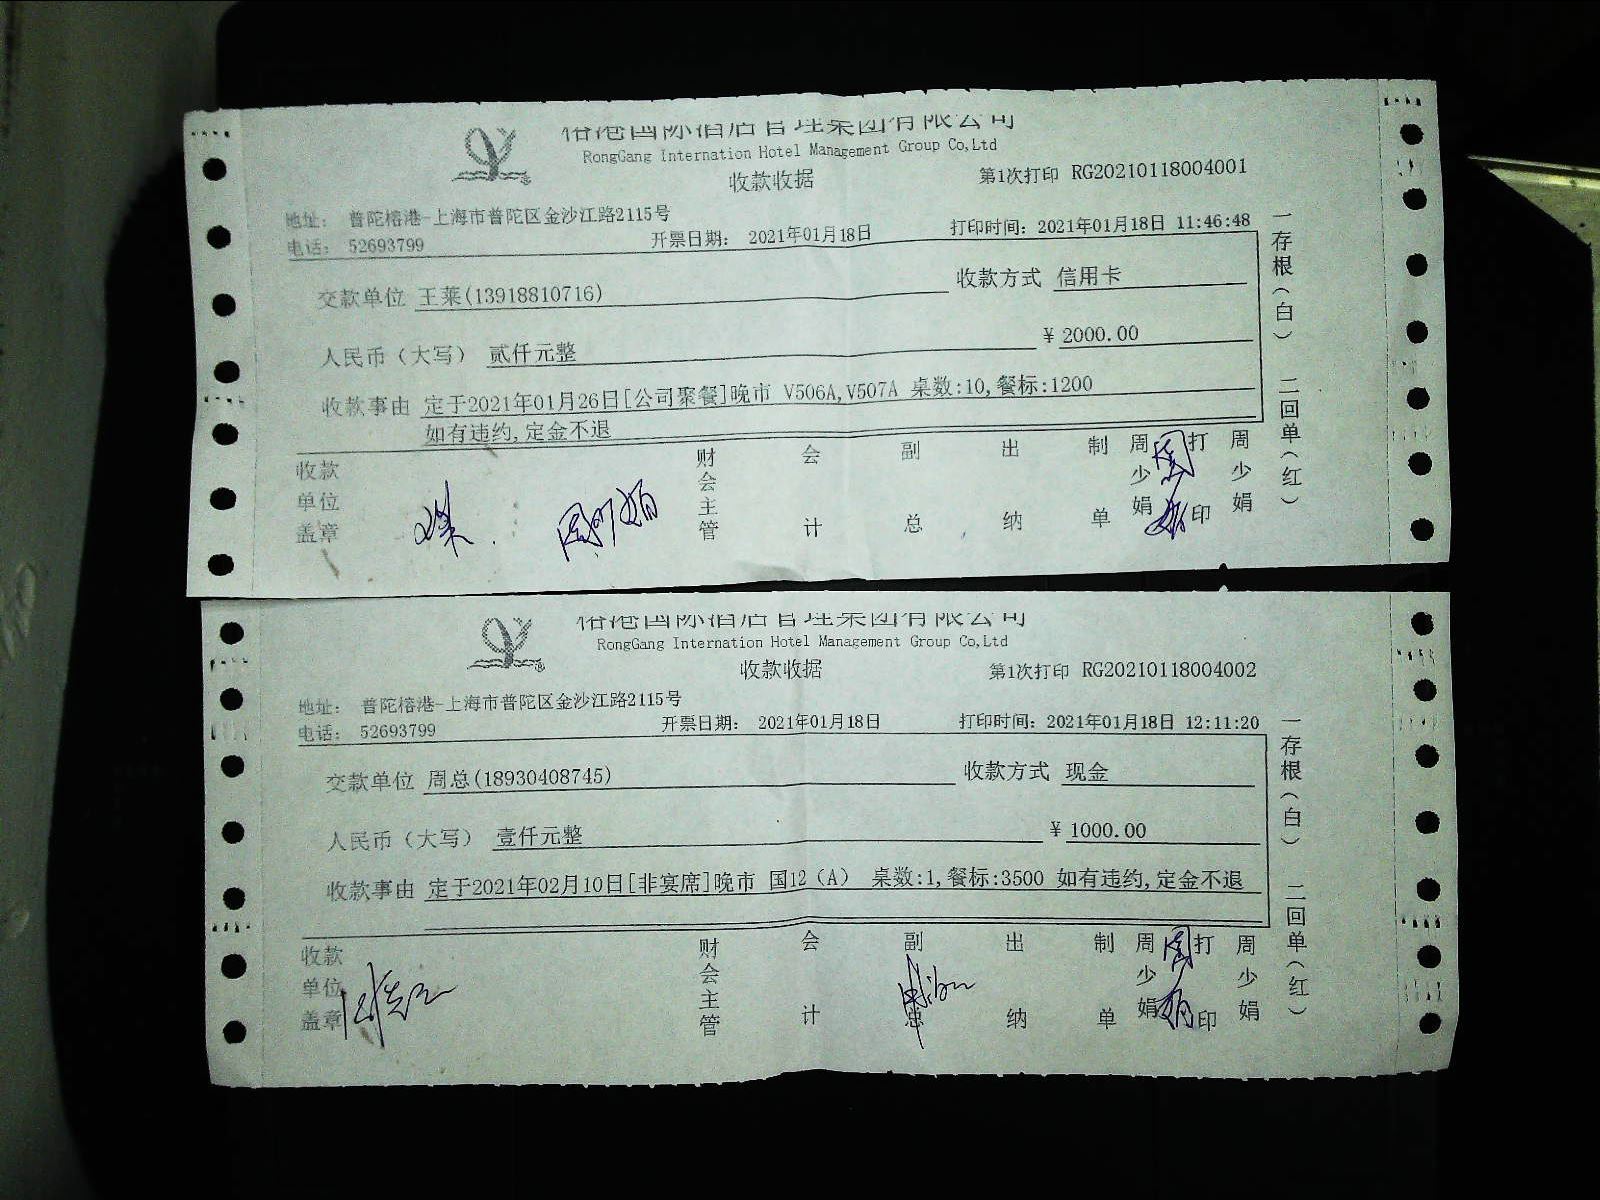 国际酒店管理集团有限公司
RongGang Internation Hotel Management Group Co,Ltd
收款收据
第1次打印 RG20210118004001
地址: 普陀榕港-上海市普陀区金沙江路2115号
电话: 52693799 开票日期: 2021年01月18日 打印时间: 2021年01月18日 11:46:48
交款单位 王莱(13918810716) 收款方式 信用卡
人民币(大写) 贰仟元整 ¥ 2000.00
收款事由 定于2021年01月26日[公司聚餐]晚市 V506A,V507A 桌数:10,餐标:1200
如有违约,定金不退
收款单位盖章 财会主管 会计 副总 出纳 制单 周少娟 打印 周少娟
一存根(白) 二回单(红)
国际酒店管理集团有限公司
RongGang Internation Hotel Management Group Co,Ltd
收款收据
第1次打印 RG20210118004002
地址: 普陀榕港-上海市普陀区金沙江路2115号
电话: 52693799 开票日期: 2021年01月18日 打印时间: 2021年01月18日 12:11:20
交款单位 周总(18930408745) 收款方式 现金
人民币(大写) 壹仟元整 ¥ 1000.00
收款事由 定于2021年02月10日[非宴席]晚市 国12(A) 桌数:1,餐标:3500 如有违约,定金不退
收款单位盖章 财会主管 会计 副总 出纳 制单 周少娟 打印 周少娟
一存根(白) 二回单(红)